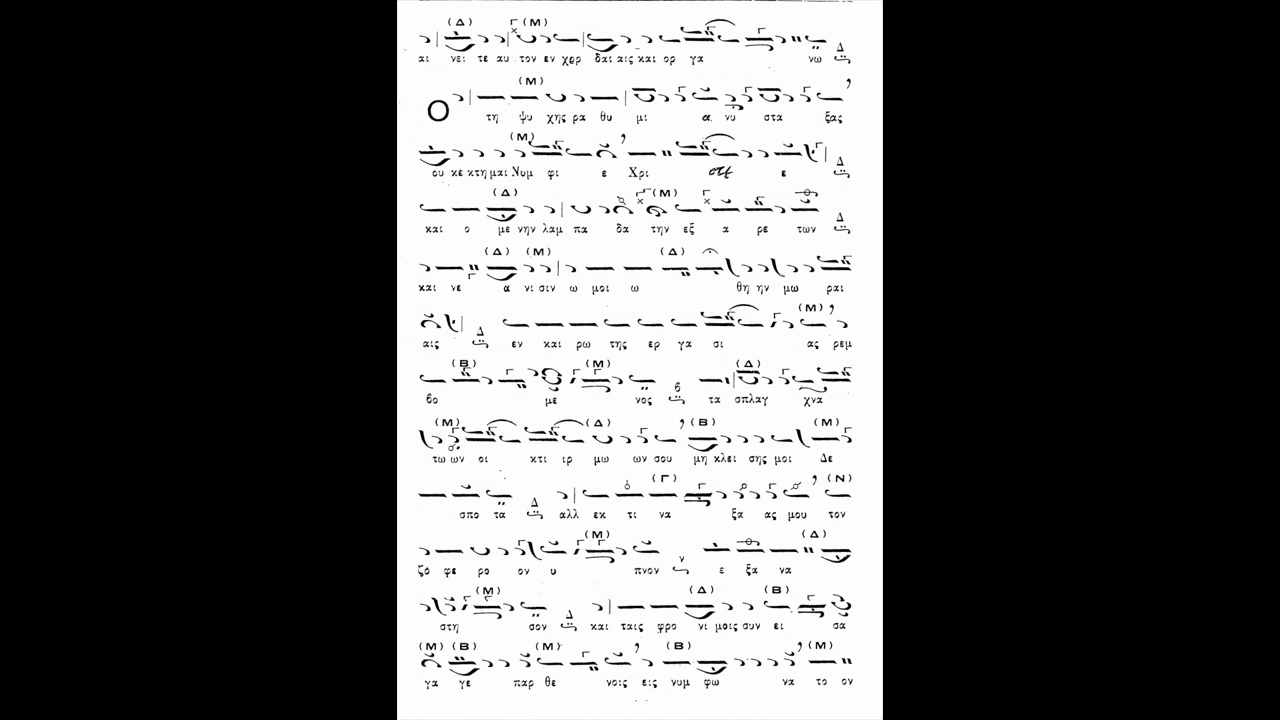 (Δ) (Μ)
αι νει τε αυ τον εν χορ δαι αις και ορ γα νω
(Μ)
Ο τη ψυ χης ρα θυ μι α νυ στα ξας
(Μ)
ου κε κτη μαι Νυμ φι ε Χρι στε ε
(Δ) (Μ)
και ο με νην λαμ πα δα την εξ α ρε των
(Δ) (Μ) (Δ)
και νε α νι σιν ω μοι ω θη ην μω ραι
(Μ)
αις εν και ρω της ερ γα σι ας ρεμ
(Β) (Μ) (Δ)
βο με νος τα σπλαγ χνα
(Μ) (Δ) (Β) (Μ)
τω ων οι κτι ιρ μω ων σου μη κλει σης μοι Δε
(Γ) (Ν)
σπο τα αλλ εκ τι να ξα ας μου τον
(Μ) (Δ)
ζο φε ρο ον υ πνον ε ξα να
(Μ) (Δ) (Β)
στη σον και ταις φρο νι μοις συν ει σα
(Μ) (Β) (Μ) (Β) (Μ)
γα γε παρ θε νοις εις νυμ φω να το ον